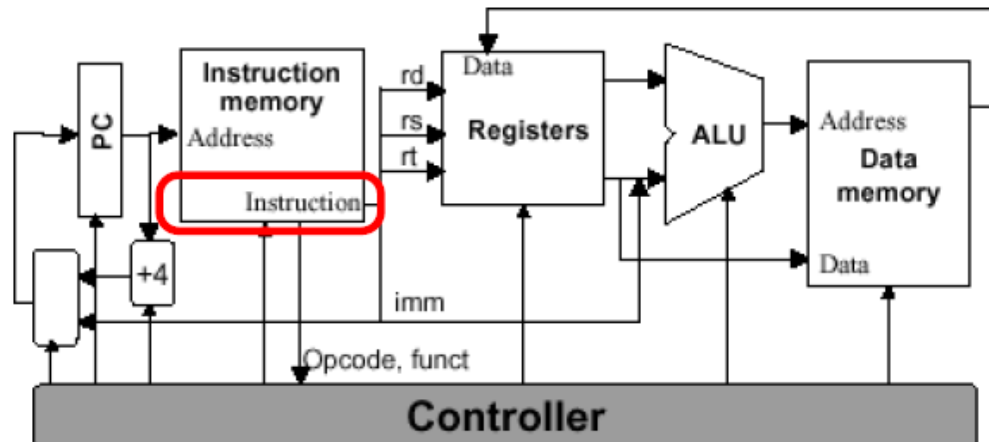 Instruction
memory
Address
Instruction
PC
+4
rd
rs
rt
imm
Opcode, funct
Data
Registers
ALU
Address
Data
memory
Data
Controller